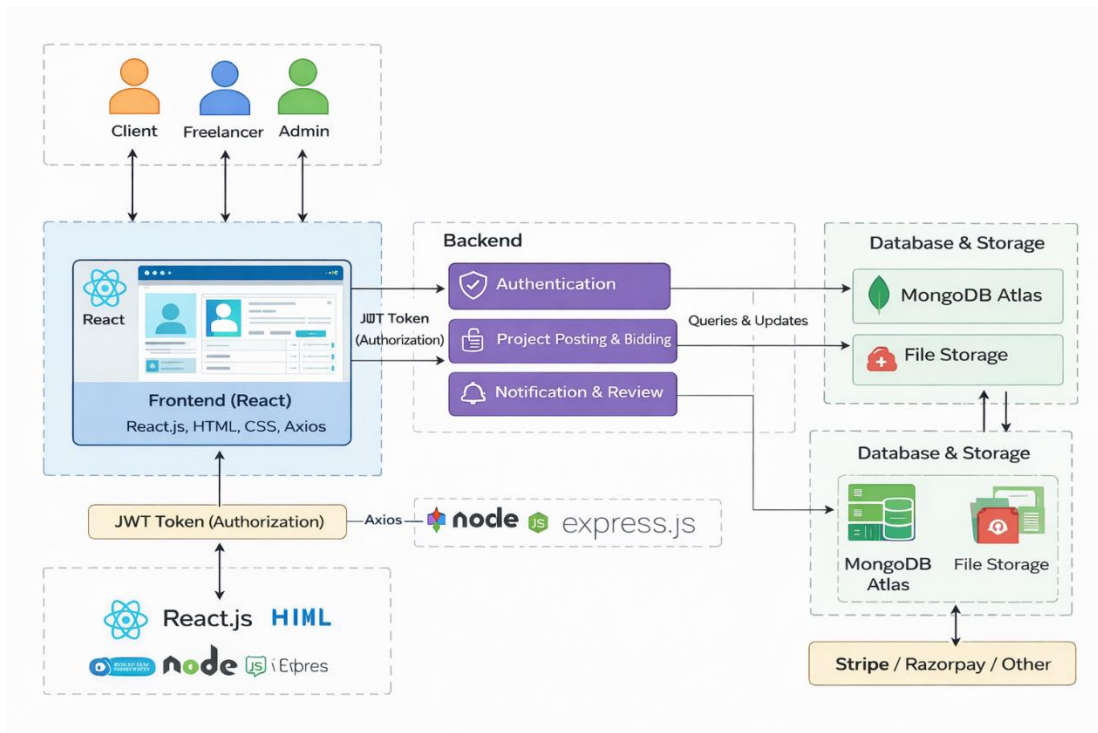 Client
Freelancer
Admin
React
Frontend (React)
React.js, HTML, CSS, Axios
JWT Token
(Authorization)
Backend
Authentication
Project Posting & Bidding
Notification & Review
Queries & Updates
Database & Storage
MongoDB Atlas
File Storage
Database & Storage
MongoDB
Atlas
File Storage
Stripe / Razorpay / Other
JWT Token (Authorization)
Axios
node JS express.js
React.js HIML
node JS